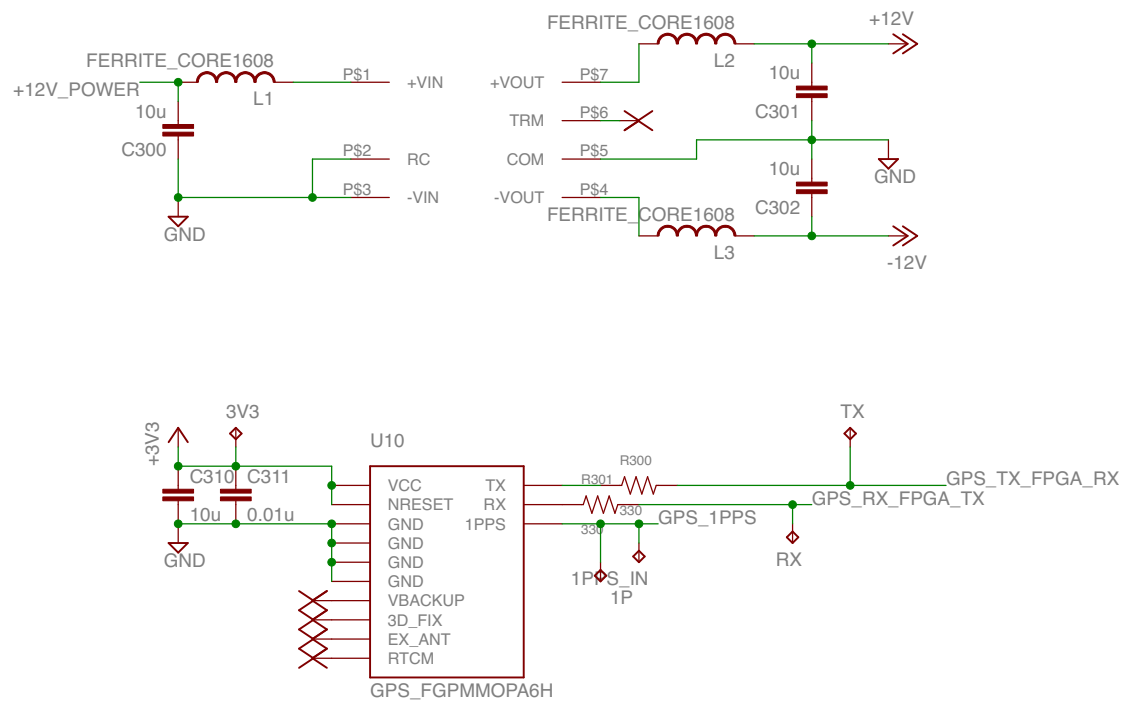 FERRITE_CORE1608
+12V
FERRITE_CORE1608
L2
+12V_POWER
L1
P$1
+VIN
+VOUT
P$7
10u
C301
10u
C300
TRM
P$6
P$2
RC
COM
P$5
GND
10u
C302
P$3
-VIN
-VOUT
P$4
FERRITE_CORE1608
L3
-12V
GND
+3V3
3V3
U10
TX
C310
C311
10u
0.01u
GND
VCC
NRESET
GND
GND
GND
GND
VBACKUP
3D_FIX
EX_ANT
RTCM
TX
RX
1PPS
R300
R301
330
330
GPS_TX_FPGA_RX
GPS_RX_FPGA_TX
GPS_1PPS
RX
1PPS_IN
1P
GPS_FGPMMOPA6H